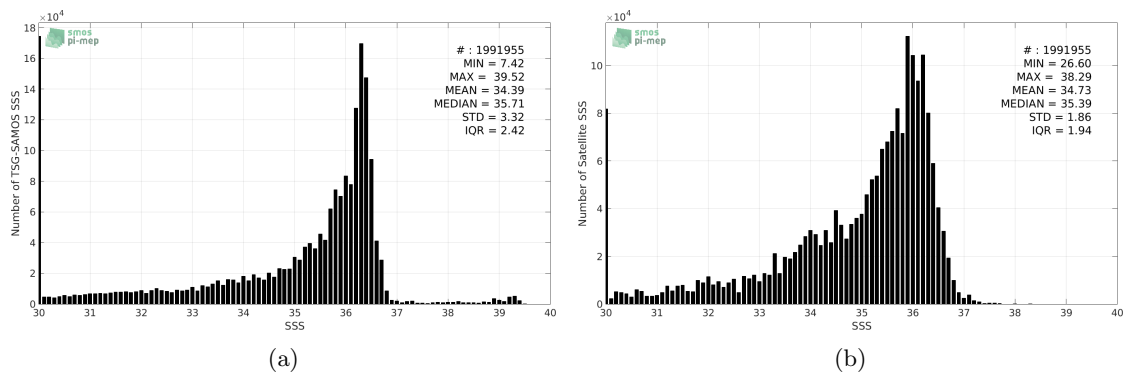 ×10⁴
smos
pi-mep
# : 1991955
MIN = 7.42
MAX = 39.52
MEAN = 34.39
MEDIAN = 35.71
STD = 3.32
IQR = 2.42
Number of TSG-SAMOS SSS
18
16
14
12
10
8
6
4
2
0
30 31 32 33 34 35 36 37 38 39 40
SSS
(a)
×10⁴
smos
pi-mep
# : 1991955
MIN = 26.60
MAX = 38.29
MEAN = 34.73
MEDIAN = 35.39
STD = 1.86
IQR = 1.94
Number of Satellite SSS
10
8
6
4
2
0
30 31 32 33 34 35 36 37 38 39 40
SSS
(b)